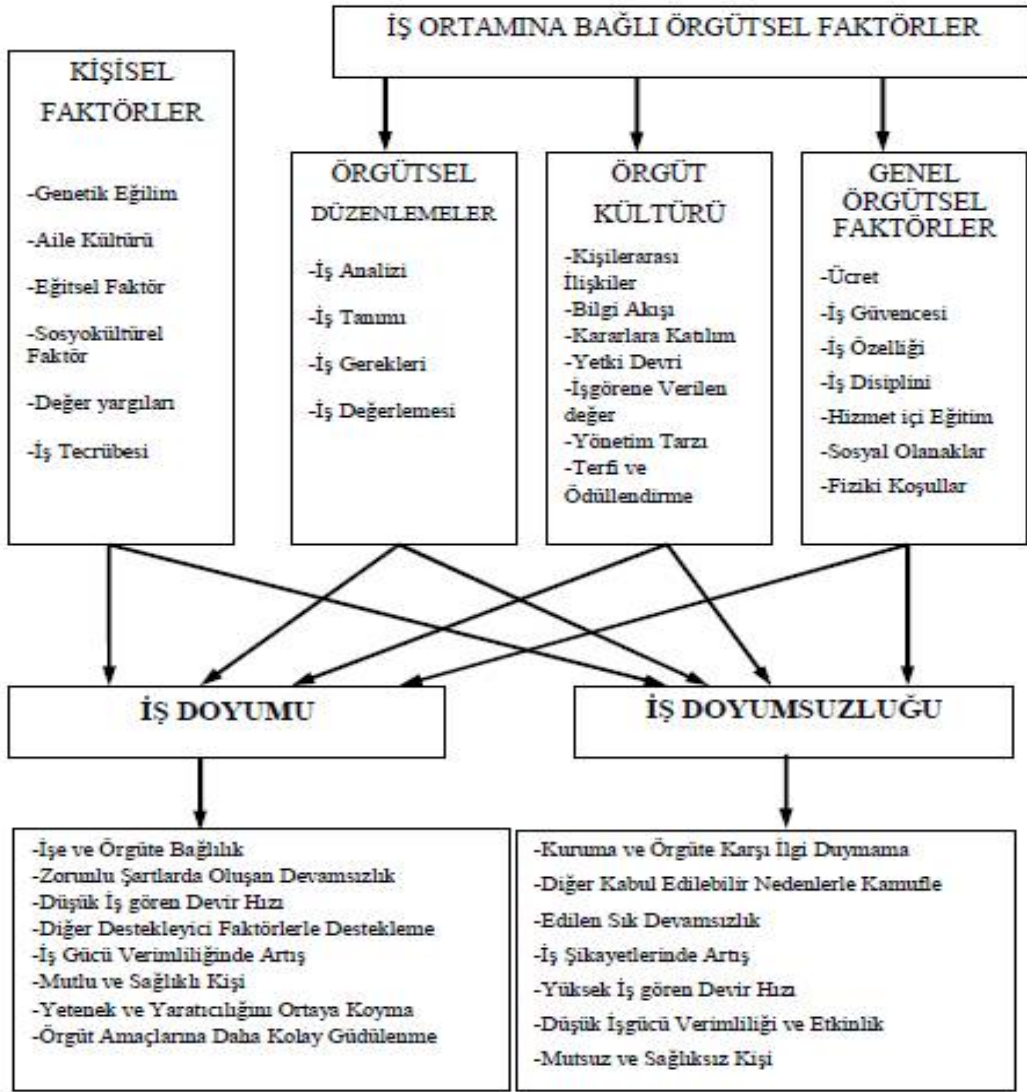 İŞ ORTAMINA BAĞLI ÖRGÜTSEL FAKTÖRLER
KİŞİSEL
FAKTÖRLER
-Genetik Eğilim
-Aile Kültürü
-Eğitsel Faktör
-Sosyokültürel
Faktör
-Değer yargıları
-İş Tecrübesi
ÖRGÜTSEL
DÜZENLEMELER
-İş Analizi
-İş Tanımı
-İş Gerekleri
-İş Değerlemesi
ÖRGÜT
KÜLTÜRÜ
-Kişilerarası
İlişkiler
-Bilgi Akışı
-Kararlara Katılım
-Yetki Devri
-İşgörene Verilen
değer
-Yönetim Tarzı
-Terfi ve
Ödüllendirme
GENEL
ÖRGÜTSEL
FAKTÖRLER
-Ücret
-İş Güvencesi
-İş Özelliği
-İş Disiplini
-Hizmet içi Eğitim
-Sosyal Olanaklar
-Fiziki Koşullar
İŞ DOYUMU
İŞ DOYUMSUZLUĞU
-İşe ve Örgüte Bağlılık
-Zorunlu Şartlarda Oluşan Devamsızlık
-Düşük İş gören Devir Hızı
-Diğer Destekleyici Faktörlerle Destekleme
-İş Gücü Verimliliğinde Artış
-Mutlu ve Sağlıklı Kişi
-Yetenek ve Yaratıcılığını Ortaya Koyma
-Örgüt Amaçlarına Daha Kolay Güdülenme
-Kuruma ve Örgüte Karşı İlgi Duymama
-Diğer Kabul Edilebilir Nedenlerle Kamufle
-Edilen Sık Devamsızlık
-İş Şikayetlerinde Artış
-Yüksek İş gören Devir Hızı
-Düşük İşgücü Verimliliği ve Etkinlik
-Mutsuz ve Sağlıksız Kişi